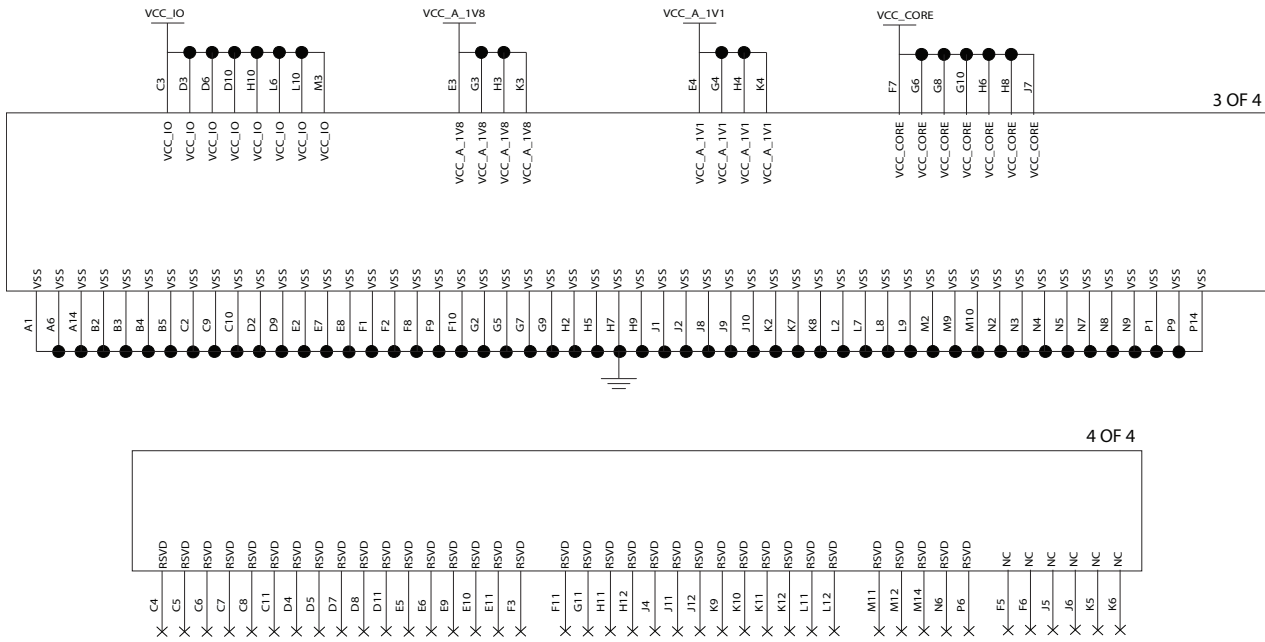 VCC_IO VCC_A_1V8 VCC_A_1V1 VCC_CORE
C3 D3 D6 D10 H10 L6 L10 M3 E3 G3 H3 K3 E4 G4 H4 K4 F7 G6 G8 G10 H6 H8 J7
3 OF 4
VCC_IO VCC_IO VCC_IO VCC_IO VCC_IO VCC_IO VCC_IO VCC_IO VCC_A_1V8 VCC_A_1V8 VCC_A_1V8 VCC_A_1V8 VCC_A_1V1 VCC_A_1V1 VCC_A_1V1 VCC_A_1V1 VCC_CORE VCC_CORE VCC_CORE VCC_CORE VCC_CORE VCC_CORE VCC_CORE
VSS VSS VSS VSS VSS VSS VSS VSS VSS VSS VSS VSS VSS VSS VSS VSS VSS VSS VSS VSS VSS VSS VSS VSS VSS VSS VSS VSS VSS VSS VSS VSS VSS VSS VSS VSS VSS VSS VSS VSS VSS VSS VSS VSS VSS VSS VSS VSS VSS VSS VSS VSS VSS
A1 A6 A14 B2 B3 B4 B5 C2 C9 C10 D2 D9 E2 E7 E8 F1 F2 F8 F9 F10 G2 G5 G7 G9 H2 H5 H7 H9 J1 J2 J8 J9 J10 K2 K7 K8 L2 L7 L8 L9 M2 M9 M10 N2 N3 N4 N5 N7 N8 N9 P1 P9 P14
4 OF 4
RSVD RSVD RSVD RSVD RSVD RSVD RSVD RSVD RSVD RSVD RSVD RSVD RSVD RSVD RSVD RSVD RSVD RSVD RSVD RSVD RSVD RSVD RSVD RSVD RSVD RSVD RSVD RSVD RSVD RSVD RSVD RSVD RSVD RSVD RSVD NC NC NC NC NC NC
C4 C5 C6 C7 C8 C11 D4 D5 D7 D8 D11 E5 E6 E9 E10 E11 F3 F11 G11 H11 H12 J4 J11 J12 K9 K10 K11 K12 L11 L12 M11 M12 M14 N6 P6 F5 F6 J5 J6 K5 K6